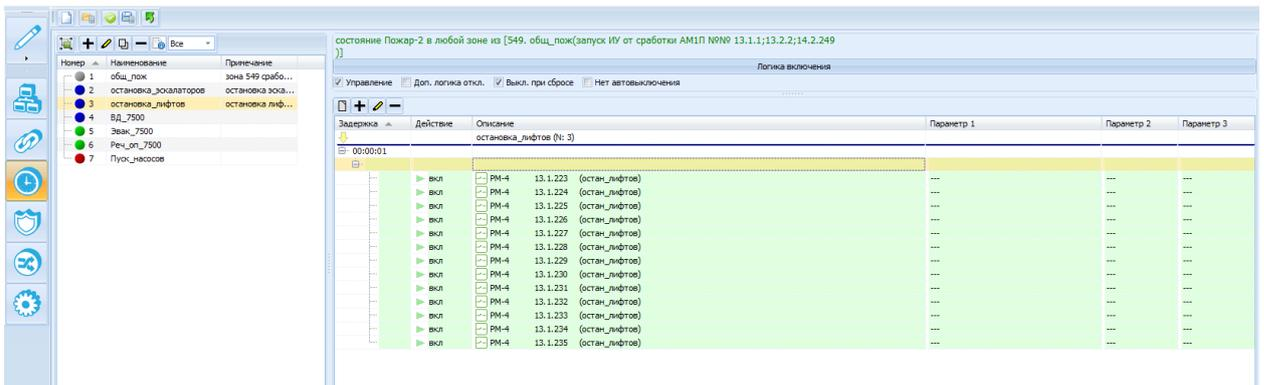 Все
Номер Наименование Примечание
1 общ_пож зона 549 срабо...
2 остановка_эскалаторов остановка эска...
3 остановка_лифтов остановка лиф...
4 ВД_7500
5 Эвак_7500
6 Реч_оп_7500
7 Пуск_насосов
состояние Пожар-2 в любой зоне из [549. общ_пож(запуск ИУ от сработки АМ1П №№ 13.1.1;13.2.2;14.2.249
)]
Логика включения
Управление Доп. логика откл. Выкл. при сбросе Нет автовыключения
Задержка Действие Описание Параметр 1 Параметр 2 Параметр 3
остановка_лифтов (N: 3)
00:00:01
вкл РМ-4 13.1.223 (остан_лифтов) --- --- ---
вкл РМ-4 13.1.224 (остан_лифтов) --- --- ---
вкл РМ-4 13.1.225 (остан_лифтов) --- --- ---
вкл РМ-4 13.1.226 (остан_лифтов) --- --- ---
вкл РМ-4 13.1.227 (остан_лифтов) --- --- ---
вкл РМ-4 13.1.228 (остан_лифтов) --- --- ---
вкл РМ-4 13.1.229 (остан_лифтов) --- --- ---
вкл РМ-4 13.1.230 (остан_лифтов) --- --- ---
вкл РМ-4 13.1.231 (остан_лифтов) --- --- ---
вкл РМ-4 13.1.232 (остан_лифтов) --- --- ---
вкл РМ-4 13.1.233 (остан_лифтов) --- --- ---
вкл РМ-4 13.1.234 (остан_лифтов) --- --- ---
вкл РМ-4 13.1.235 (остан_лифтов) --- --- ---